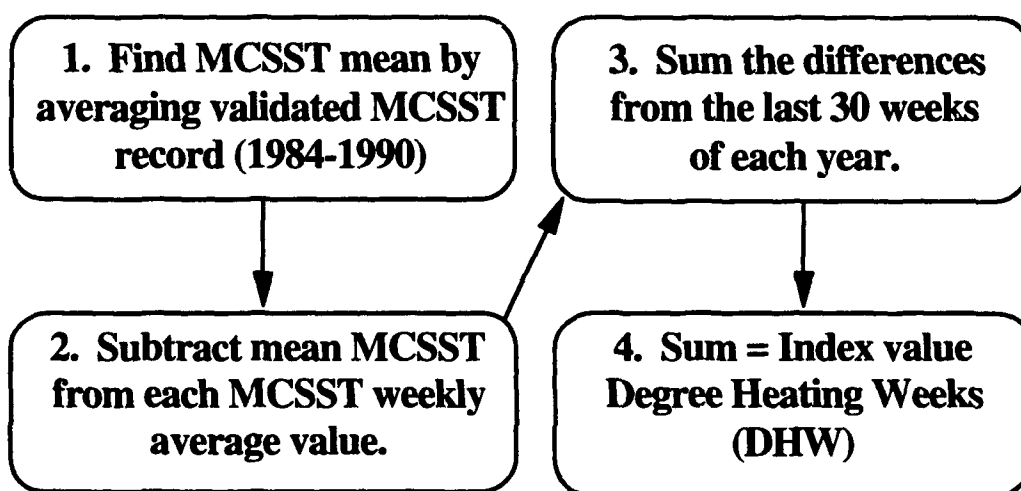 1. Find MCSST mean by
averaging validated MCSST
record (1984-1990)
2. Subtract mean MCSST
from each MCSST weekly
average value.
3. Sum the differences
from the last 30 weeks
of each year.
4. Sum = Index value
Degree Heating Weeks
(DHW)